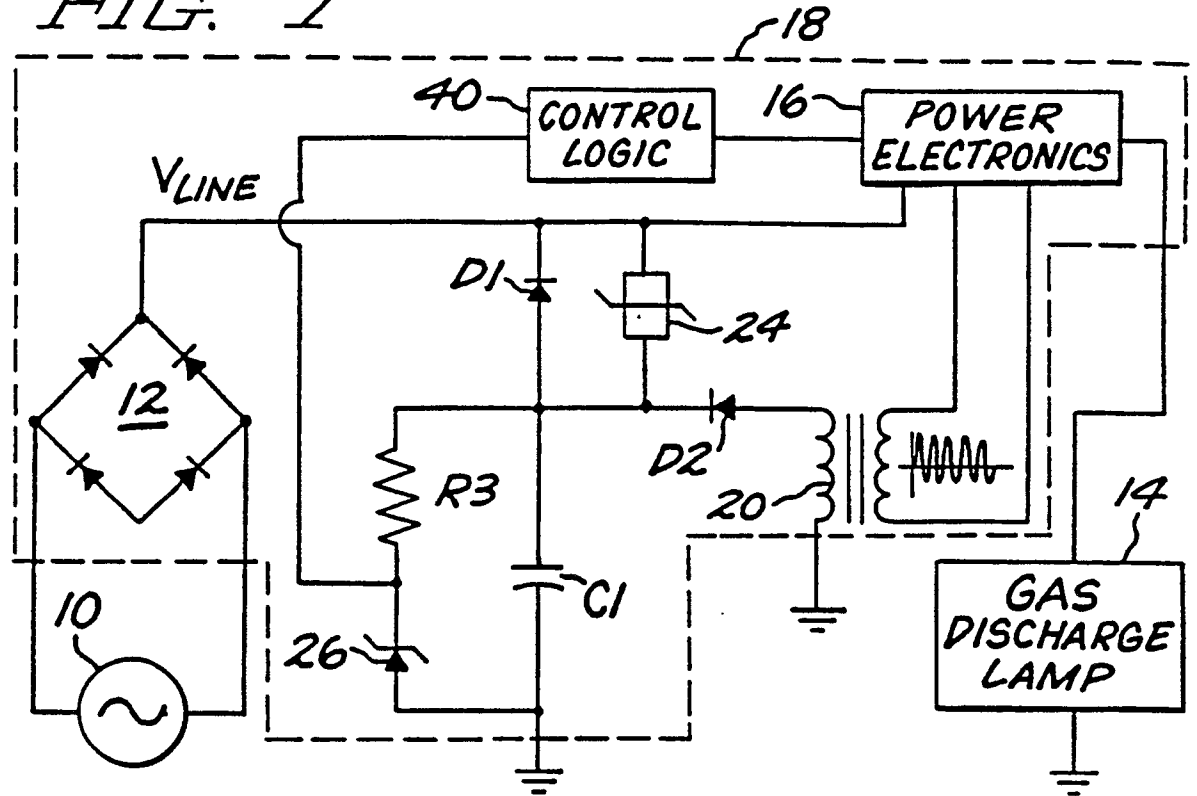 FIG. 1
18
40
CONTROL
LOGIC
16
POWER
ELECTRONICS
VLINE
D1
24
12
D2
R3
20
14
C1
10
26
GAS
DISCHARGE
LAMP